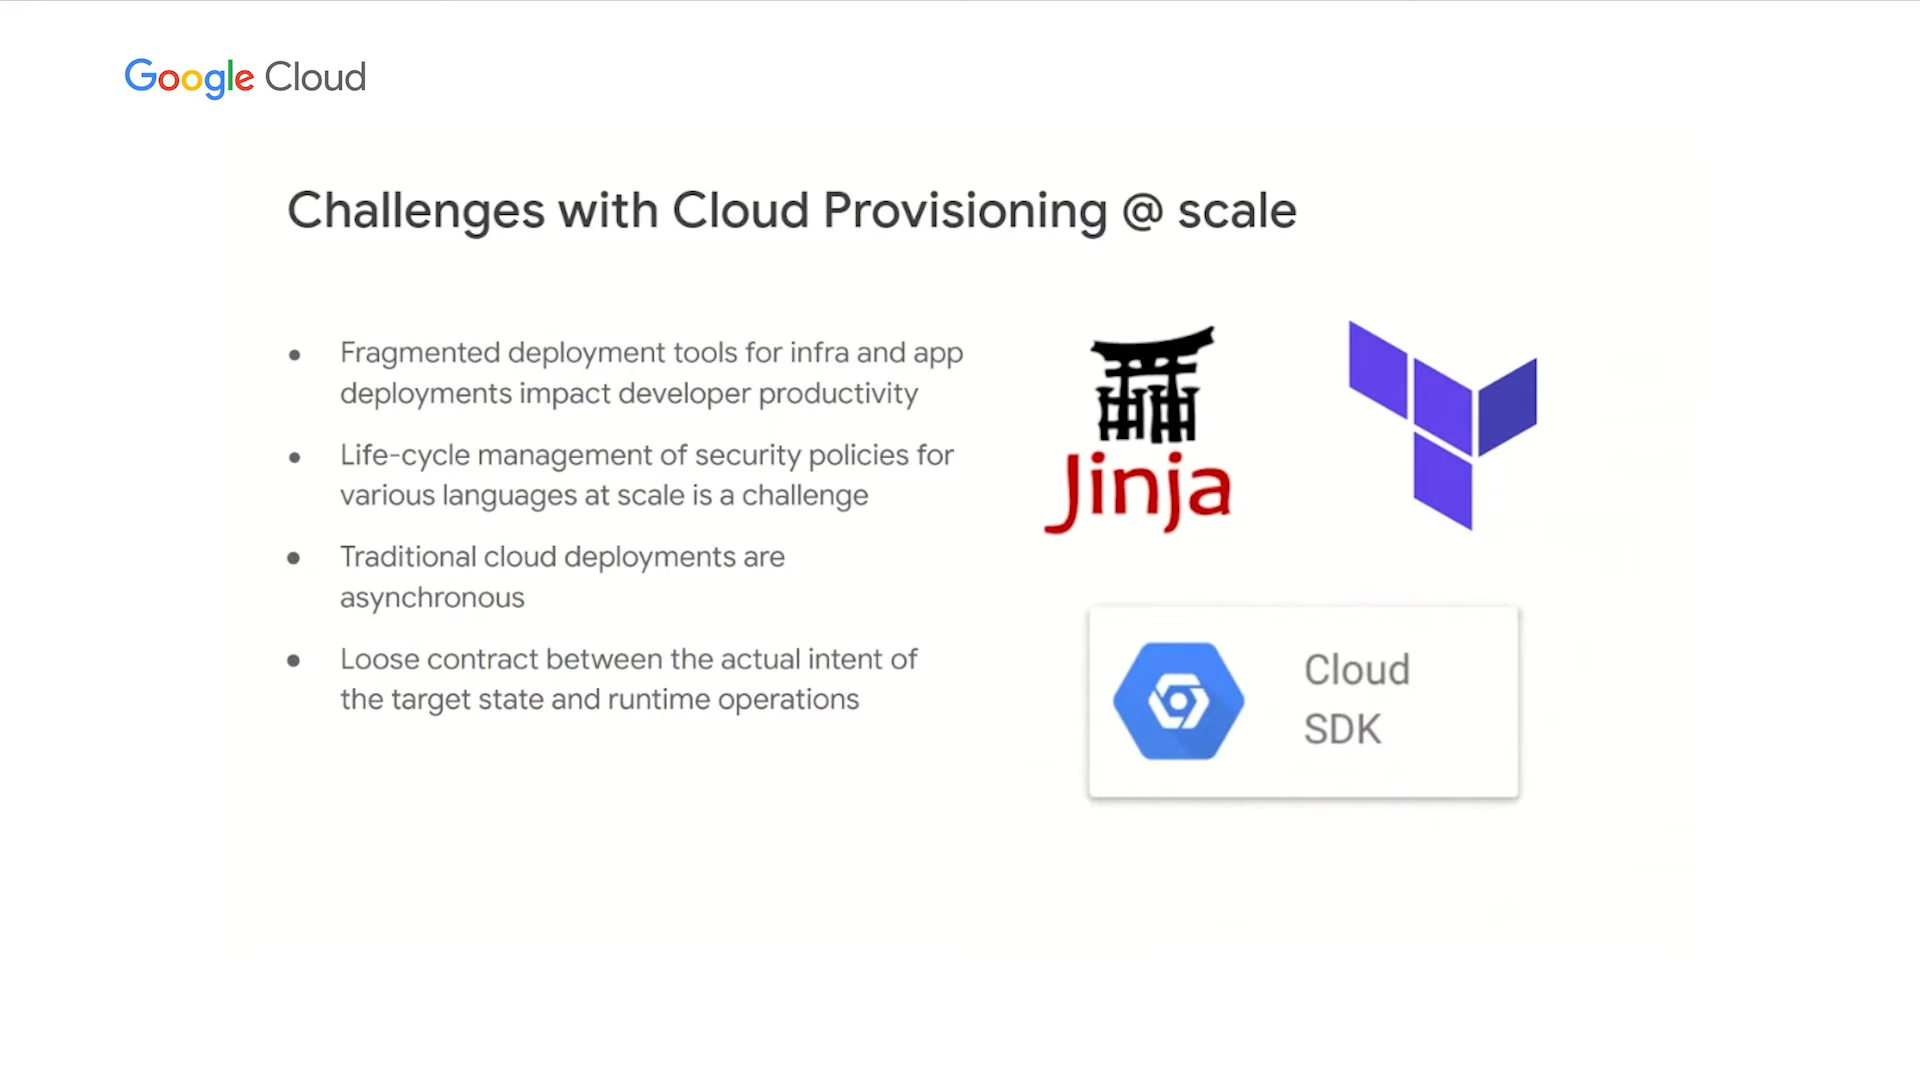 Google Cloud
Challenges with Cloud Provisioning @ scale
● Fragmented deployment tools for infra and app
deployments impact developer productivity
● Life-cycle management of security policies for
various languages at scale is a challenge
● Traditional cloud deployments are
asynchronous
● Loose contract between the actual intent of
the target state and runtime operations
Jinja
Cloud
SDK